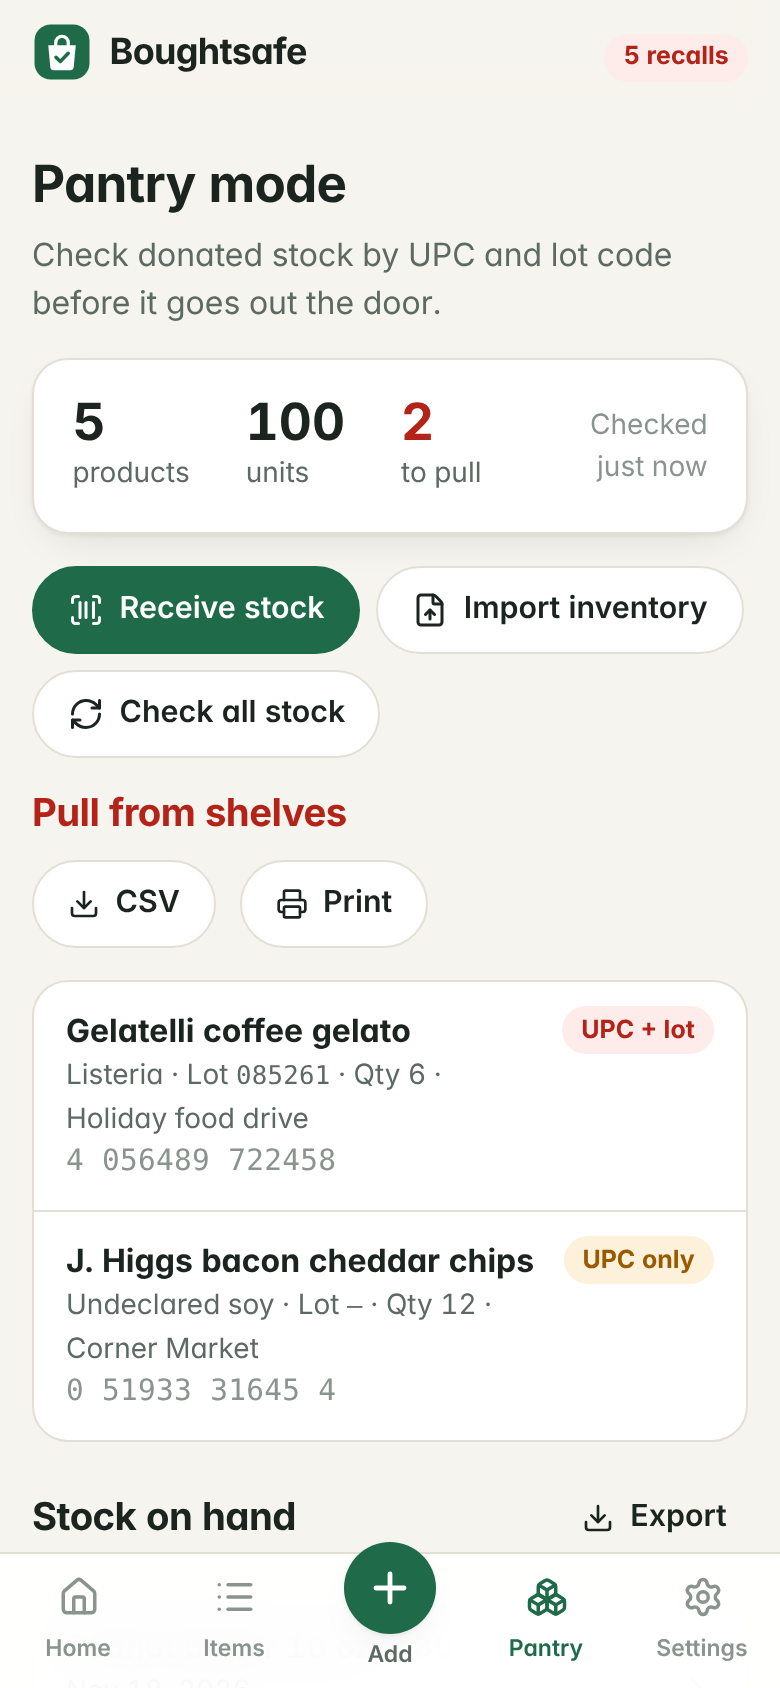 Boughtsafe
5 recalls
Pantry mode
Check donated stock by UPC and lot code
before it goes out the door.
5
products
100
units
2
to pull
Checked
just now
Receive stock
Import inventory
Check all stock
Pull from shelves
CSV
Print
Gelatelli coffee gelato
UPC + lot
Listeria · Lot 085261 · Qty 6 ·
Holiday food drive
4 056489 722458
J. Higgs bacon cheddar chips
UPC only
Undeclared soy · Lot – · Qty 12 ·
Corner Market
0 51933 31645 4
Stock on hand
Export
Home
Items
Add
Pantry
Settings